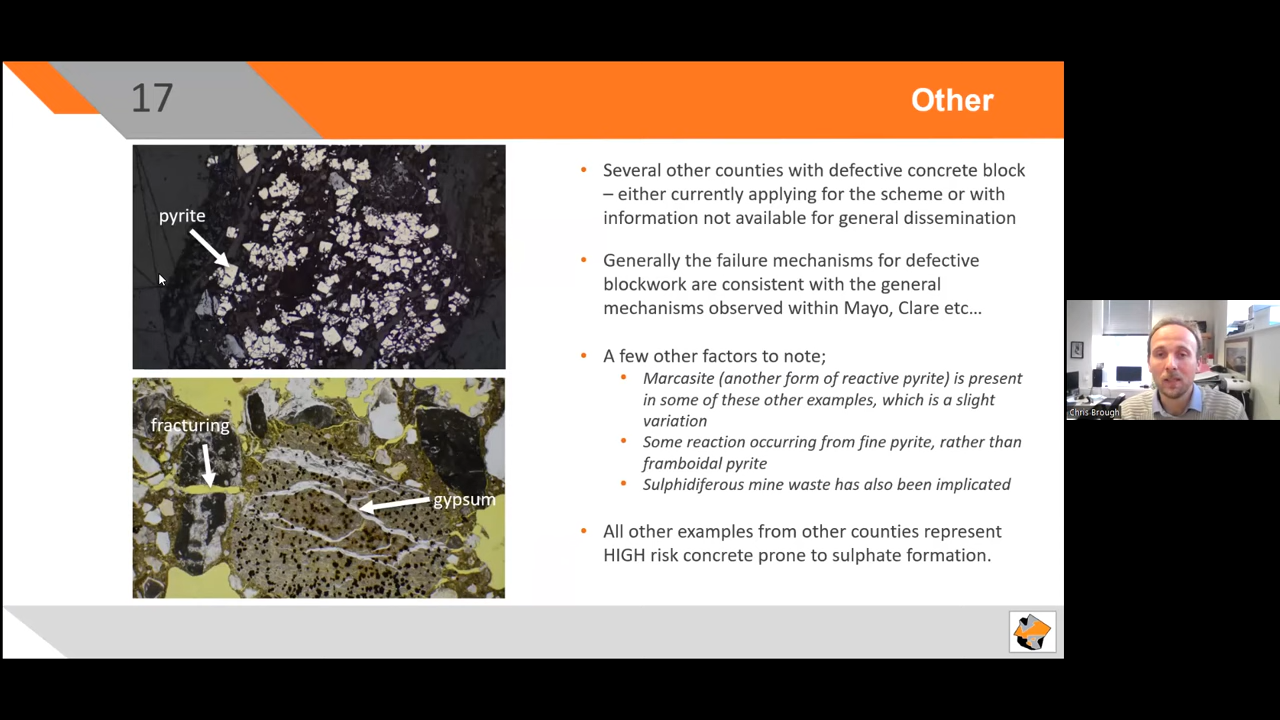 17
Other
pyrite
fracturing
gypsum
• Several other counties with defective concrete block
– either currently applying for the scheme or with
information not available for general dissemination
• Generally the failure mechanisms for defective
blockwork are consistent with the general
mechanisms observed within Mayo, Clare etc…
• A few other factors to note;
• Marcasite (another form of reactive pyrite) is present
in some of these other examples, which is a slight
variation
• Some reaction occurring from fine pyrite, rather than
framboidal pyrite
• Sulphidiferous mine waste has also been implicated
• All other examples from other counties represent
HIGH risk concrete prone to sulphate formation.
Chris Brough